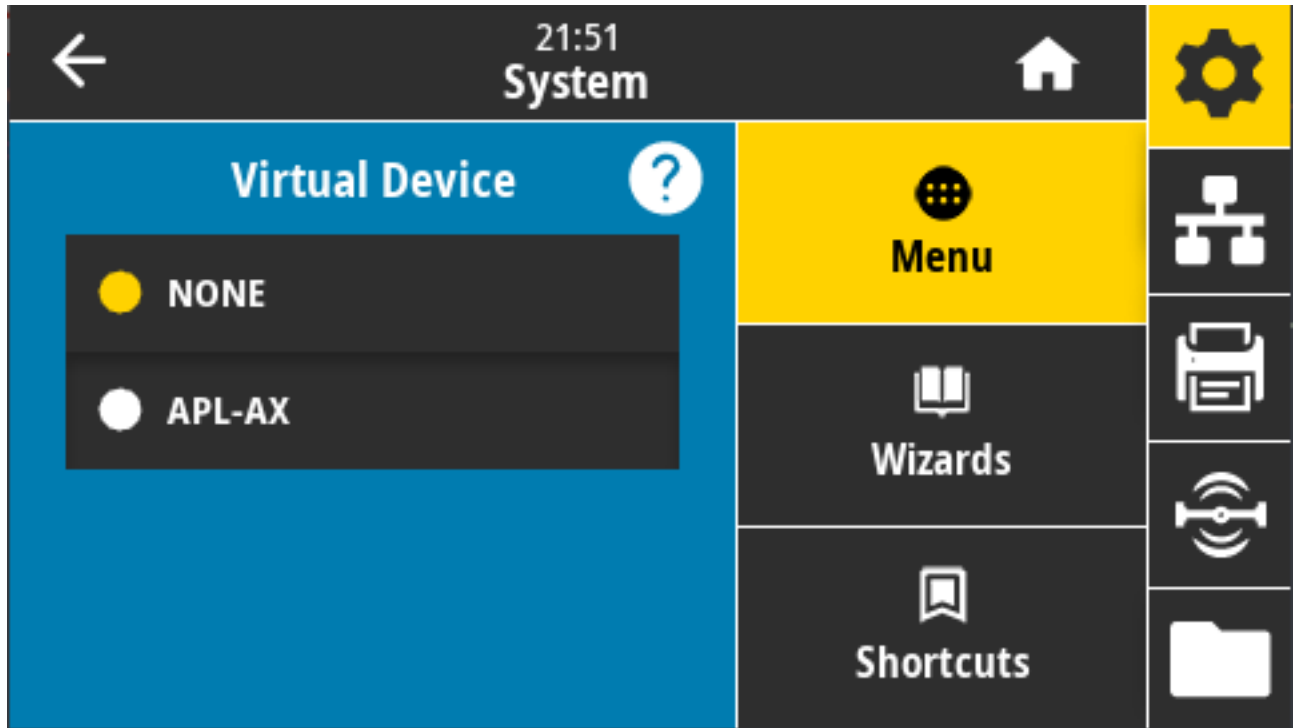 21:51
System
Virtual Device
?
NONE
APL-AX
Menu
Wizards
Shortcuts